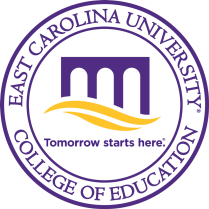 EAST CAROLINA UNIVERSITY®
Tomorrow starts here.®
COLLEGE OF EDUCATION